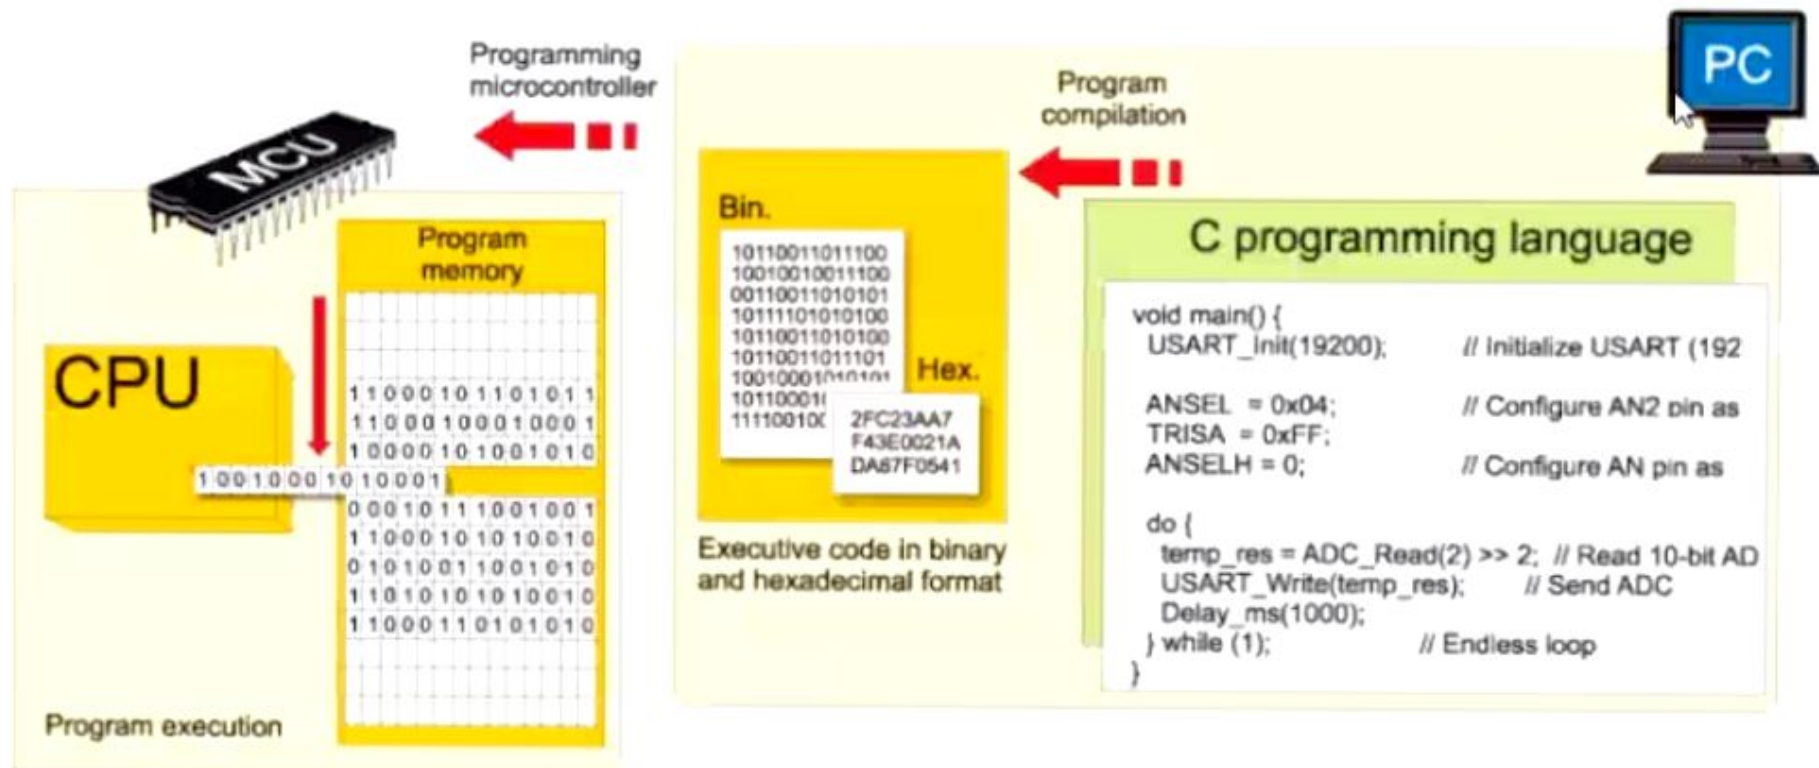 Programming
microcontroller
Program
compilation
PC
MCU
Program
memory
CPU
1 1 0 0 0 1 0 1 1 0 1 0 1 1
1 1 0 0 0 1 0 0 0 1 0 0 0 1
1 0 0 0 0 1 0 1 0 0 1 0 1 0
1 0 0 1 0 0 0 1 0 1 0 0 0 1
0 0 0 1 0 1 1 1 0 0 1 0 0 1
1 1 0 0 0 1 0 1 0 1 0 0 1 0
0 1 0 1 0 0 1 1 0 0 1 0 1 0
1 1 0 1 0 1 0 1 0 1 0 0 1 0
1 1 0 0 0 1 1 0 1 0 1 0 1 0
Program execution
Bin.
10110011011100
10010010011100
00110011010101
10111101010100
10110011010100
10110011011101
10010001010101
10110001
11110010
Hex.
2FC23AA7
F43E0021A
DA67F0541
Executive code in binary
and hexadecimal format
C programming language
void main() {
USART_Init(19200); // Initialize USART (192
ANSEL = 0x04; // Configure AN2 pin as
TRISA = 0xFF;
ANSELH = 0; // Configure AN pin as
do {
temp_res = ADC_Read(2) >> 2; // Read 10-bit AD
USART_Write(temp_res); // Send ADC
Delay_ms(1000);
} while (1); // Endless loop
}